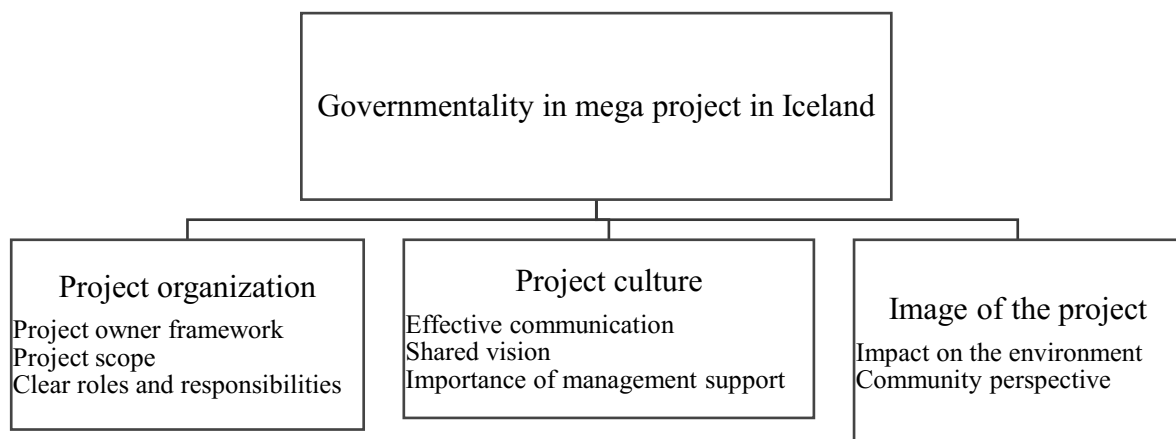 Governmentality in mega project in Iceland
Project organization
Project owner framework
Project scope
Clear roles and responsibilities
Project culture
Effective communication
Shared vision
Importance of management support
Image of the project
Impact on the environment
Community perspective